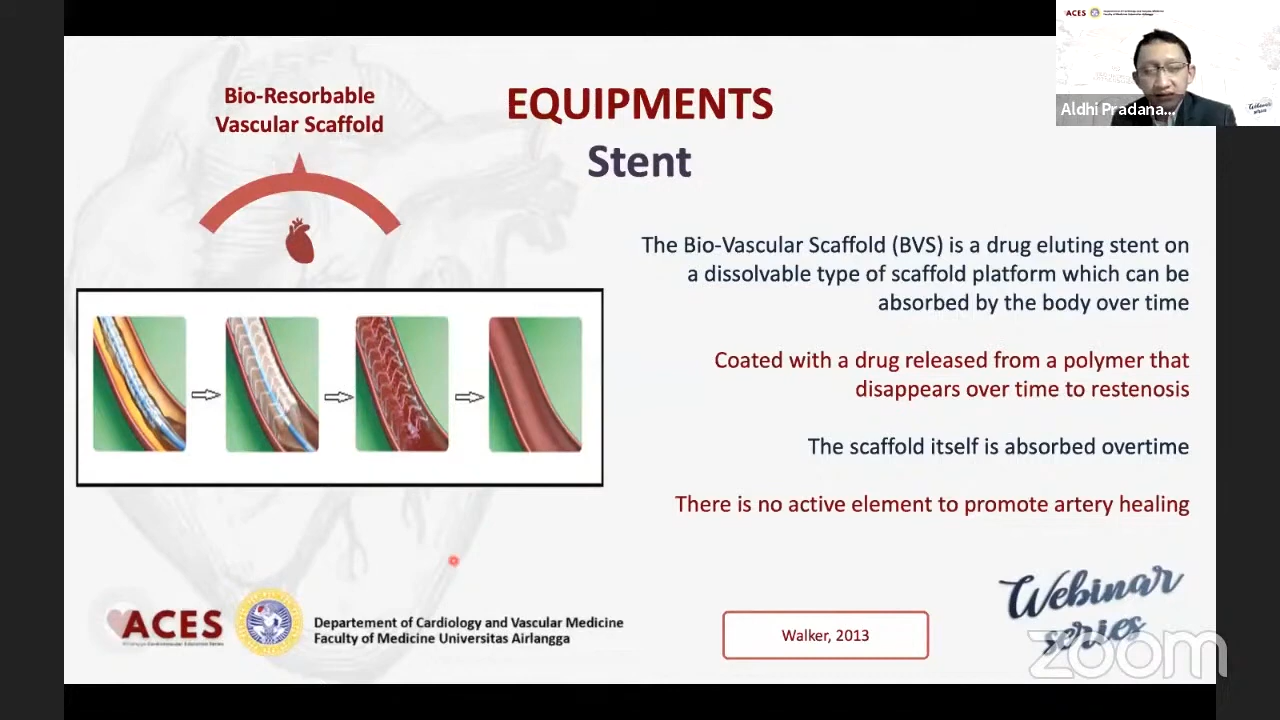 ACES
Aldhi Pradana...
Webinar
series
Bio-Resorbable
Vascular Scaffold
EQUIPMENTS
Stent
The Bio-Vascular Scaffold (BVS) is a drug eluting stent on
a dissolvable type of scaffold platform which can be
absorbed by the body over time
Coated with a drug released from a polymer that
disappears over time to restenosis
The scaffold itself is absorbed overtime
There is no active element to promote artery healing
ACES
Departement of Cardiology and Vascular Medicine
Faculty of Medicine Universitas Airlangga
Walker, 2013
Webinar
series
zoom